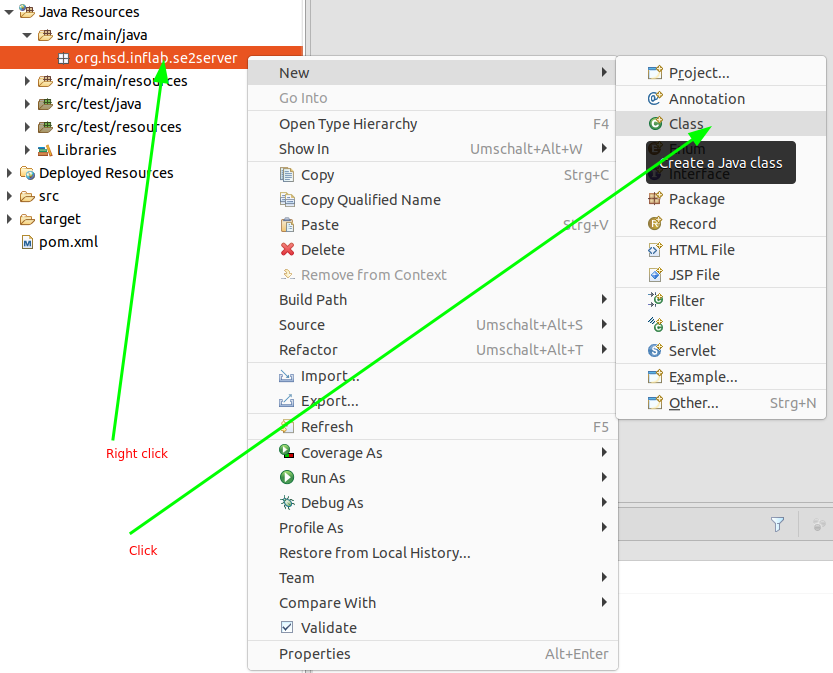 Java Resources
src/main/java
org.hsd.inflab.se2server
src/main/resources
src/test/java
src/test/resources
Libraries
Deployed Resources
src
target
pom.xml
Right click
Click
New
Go Into
Open Type Hierarchy F4
Show In Umschalt+Alt+W
Copy Strg+C
Copy Qualified Name
Paste Strg+V
Delete
Remove from Context
Build Path
Source Umschalt+Alt+S
Refactor Umschalt+Alt+T
Import...
Export...
Refresh F5
Coverage As
Run As
Debug As
Profile As
Restore from Local History...
Team
Compare With
Validate
Properties Alt+Enter
Project...
Annotation
Class
Enum
Create a Java class
Interface
Package
Record
HTML File
JSP File
Filter
Listener
Servlet
Example...
Other... Strg+N